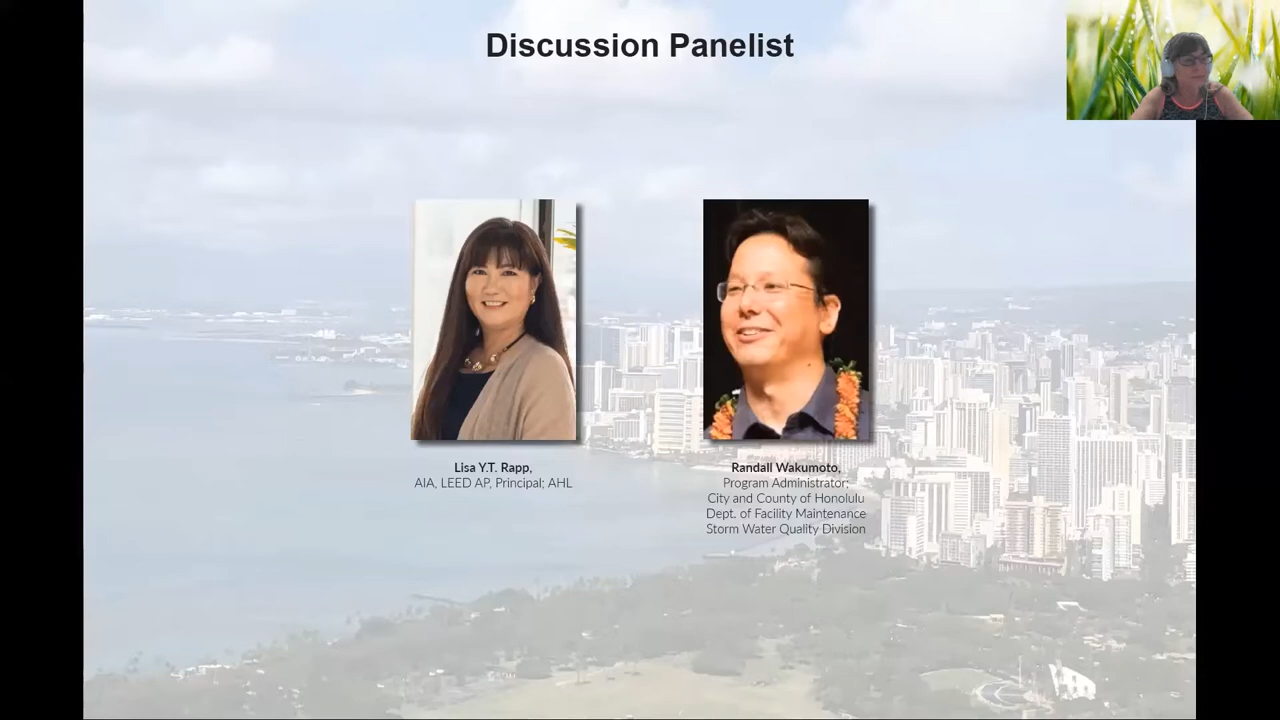 Discussion Panelist
Lisa Y.T. Rapp,
AIA, LEED AP, Principal; AHL
Randall Wakumoto,
Program Administrator:
City and County of Honolulu
Dept. of Facility Maintenance
Storm Water Quality Division